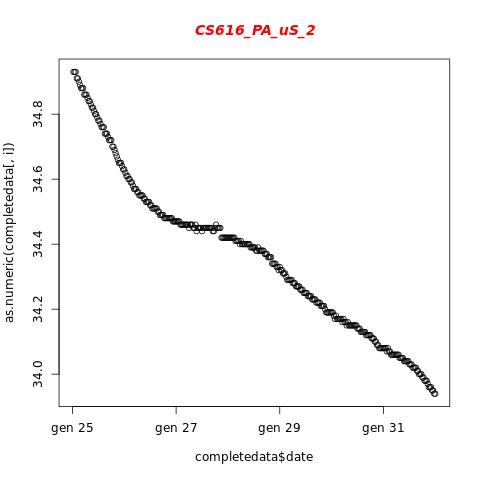 CS616_PA_uS_2
as.numeric(completedata[, i])
34.8
34.6
34.4
34.2
34.0
gen 25 gen 27 gen 29 gen 31
completedata$date